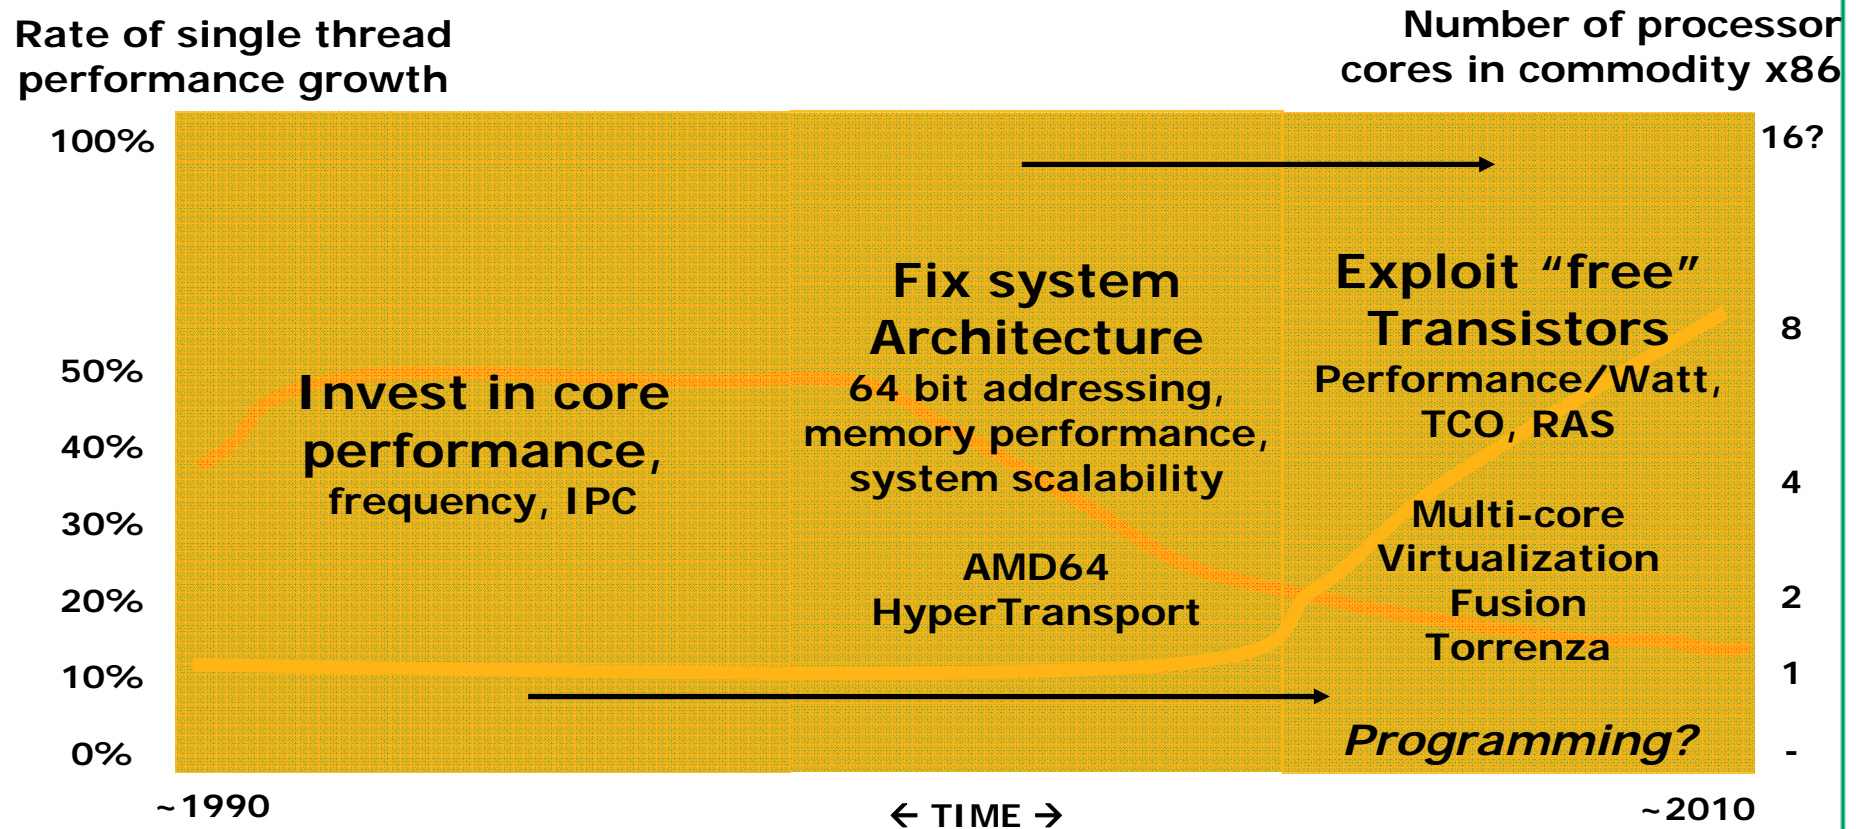 Rate of single thread
performance growth
Number of processor
cores in commodity x86
100%
50%
40%
30%
20%
10%
0%
Invest in core
performance,
frequency, IPC
Fix system
Architecture
64 bit addressing,
memory performance,
system scalability
AMD64
HyperTransport
Exploit “free”
Transistors
Performance/Watt,
TCO, RAS
Multi-core
Virtualization
Fusion
Torrenza
Programming?
16?
8
4
2
1
-
~1990
← TIME →
~2010